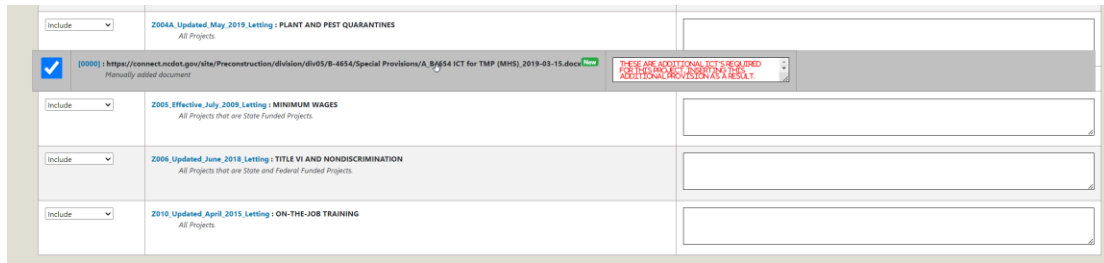 Include
Z004A_Updated_May_2019_Letting : PLANT AND PEST QUARANTINES
All Projects.
[0000] : https://connect.ncdot.gov/site/Preconstruction/division/div05/B-4654/Special Provisions/A_B4654 ICT for TMP (MHS)_2019-03-15.docx New
Manually added document
THESE ARE ADDITIONAL ICT'S REQUIRED
FOR THIS PROJECT. INSERTING THIS
ADDITIONAL PROVISION AS A RESULT.
Include
Z005_Effective_July_2009_Letting : MINIMUM WAGES
All Projects that are State Funded Projects.
Include
Z006_Updated_June_2018_Letting : TITLE VI AND NONDISCRIMINATION
All Projects that are State and Federal Funded Projects.
Include
Z010_Updated_April_2015_Letting : ON-THE-JOB TRAINING
All Projects.